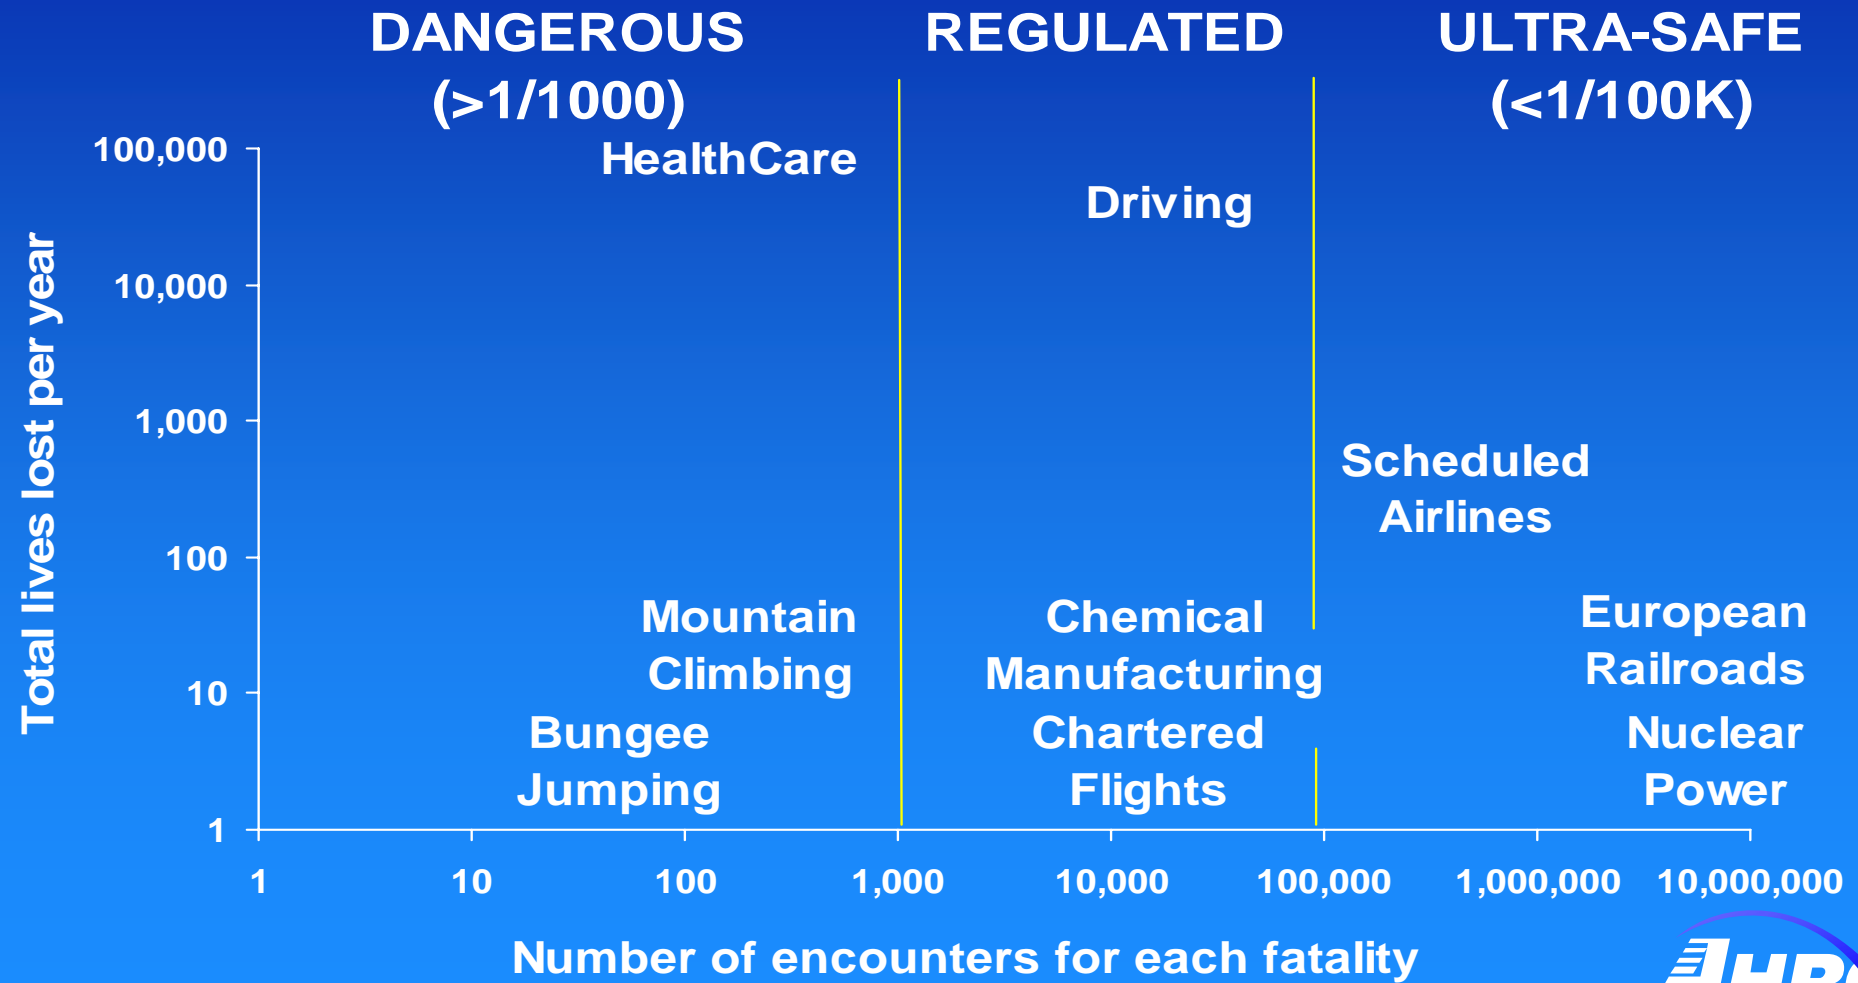 DANGEROUS
(>1/1000)
REGULATED
ULTRA-SAFE
(<1/100K)
Total lives lost per year
100,000
10,000
1,000
100
10
1
HealthCare
Driving
Scheduled
Airlines
Mountain
Climbing
Chemical
Manufacturing
European
Railroads
Bungee
Jumping
Chartered
Flights
Nuclear
Power
1
10
100
1,000
10,000
100,000
1,000,000
10,000,000
Number of encounters for each fatality